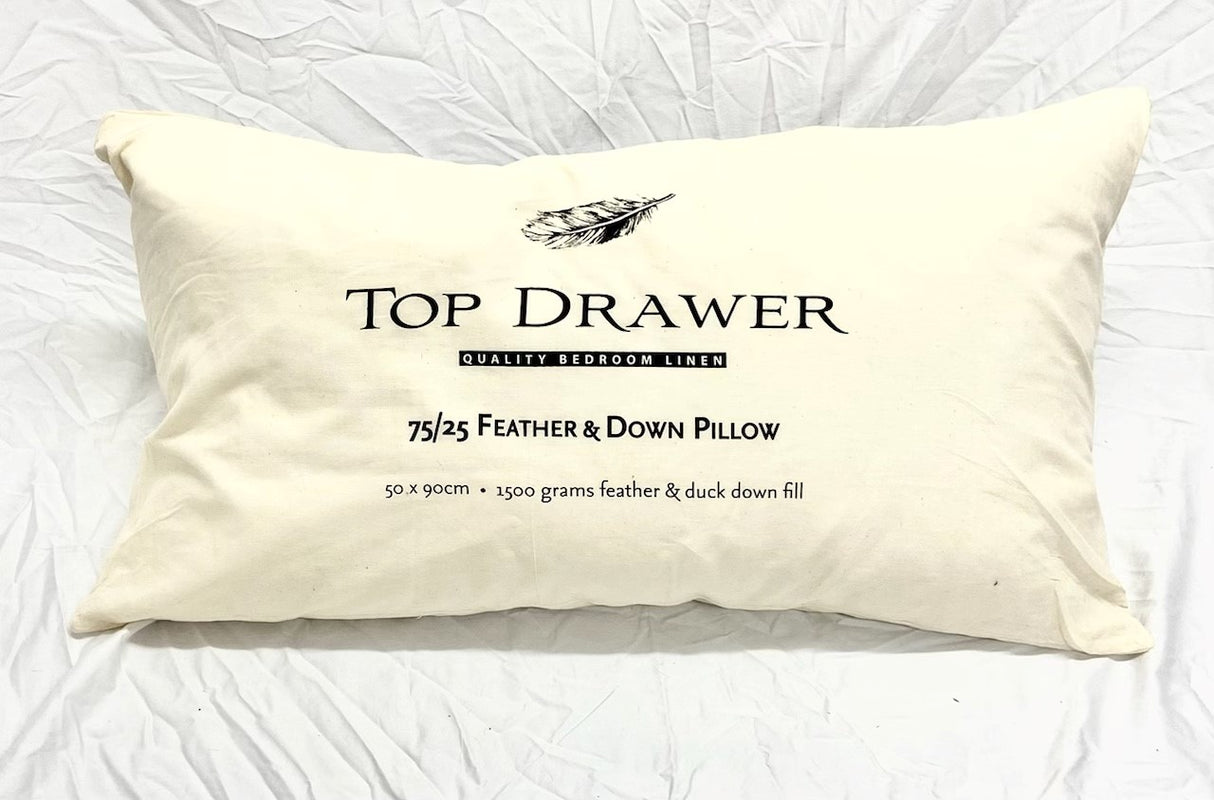 TOP DRAWER
QUALITY BEDROOM LINEN
75/25 FEATHER & DOWN PILLOW
50 x 90cm • 1500 grams feather & duck down fill